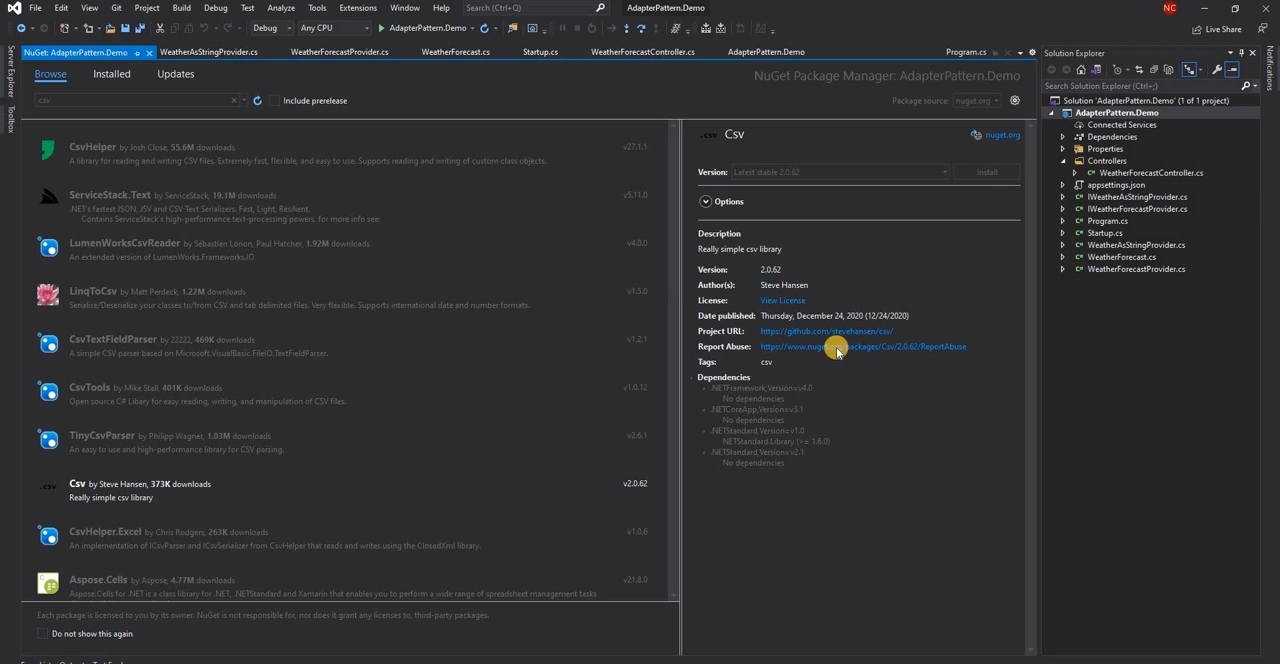 File Edit View Git Project Build Debug Test Analyze Tools Extensions Window Help Search (Ctrl+Q) AdapterPattern.Demo NC
Debug Any CPU AdapterPattern.Demo Live Share
NuGet: AdapterPattern.Demo WeatherAsStringProvider.cs WeatherForecastProvider.cs WeatherForecast.cs Startup.cs WeatherForecastController.cs AdapterPattern.Demo Program.cs
Server Explorer
Toolbox
Browse Installed Updates
NuGet Package Manager: AdapterPattern.Demo
csv
Include prerelease
Package source: nuget.org
CsvHelper by Josh Close, 55.6M downloads v27.1.1
A library for reading and writing CSV files. Extremely fast, flexible, and easy to use. Supports reading and writing of custom class objects.
ServiceStack.Text by ServiceStack, 19.1M downloads v5.11.0
.NET's fastest JSON, JSV and CSV Text Serializers. Fast, Light, Resilient.
Contains ServiceStack's high-performance text-processing powers, for more info see:
LumenWorksCsvReader by Sébastien Lorion, Paul Hatcher, 1.92M downloads v4.0.0
An extended version of LumenWorks.Frameworks.IO
LinqToCsv by Matt Perdeck, 1.22M downloads v1.5.0
Serialise/Deserialize your classes to/from CSV and tab delimited files. Very flexible. Supports international date and number formats.
CsvTextFieldParser by 22222, 469K downloads v1.2.1
A simple CSV parser based on Microsoft.VisualBasic.FileIO.TextFieldParser.
CsvTools by Mike Stall, 401K downloads v1.0.12
Open source C# Libary for easy reading, writing, and manipulation of CSV files.
TinyCsvParser by Philipp Wagner, 1.03M downloads v2.6.1
An easy to use and high-performance library for CSV parsing.
.csv
Csv by Steve Hansen, 373K downloads v2.0.62
Really simple csv library
CsvHelper.Excel by Chris Rodgers, 263K downloads v1.0.6
An implementation of ICsvParser and ICsvSerializer from CsvHelper that reads and writes using the ClosedXml library.
Aspose.Cells by Aspose, 4.77M downloads v21.8.0
Aspose.Cells for .NET is a class library for .NET, .NETStandard and Xamarin that enables you to perform a wide range of spreadsheet management tasks
Each package is licensed to you by its owner. NuGet is not responsible for, nor does it grant any licenses to, third-party packages.
Do not show this again
.csv Csv nuget.org
Version: Latest stable 2.0.62 Install
Options
Description
Really simple csv library
Version: 2.0.62
Author(s): Steve Hansen
License: View License
Date published: Thursday, December 24, 2020 (12/24/2020)
Project URL: https://github.com/stevehansen/csv/
Report Abuse: https://www.nuget.org/packages/Csv/2.0.62/ReportAbuse
Tags: csv
Dependencies
.NETFramework,Version=v4.0
No dependencies
.NETCoreApp,Version=v3.1
No dependencies
.NETStandard,Version=v1.0
NETStandard.Library (>= 1.6.0)
.NETStandard,Version=v2.1
No dependencies
Solution Explorer
Search Solution Explorer (Ctrl+;)
Solution 'AdapterPattern.Demo' (1 of 1 project)
AdapterPattern.Demo
Connected Services
Dependencies
Properties
Controllers
C# WeatherForecastController.cs
appsettings.json
C# IWeatherAsStringProvider.cs
C# IWeatherForecastProvider.cs
C# Program.cs
C# Startup.cs
C# WeatherAsStringProvider.cs
C# WeatherForecast.cs
C# WeatherForecastProvider.cs
Notifications